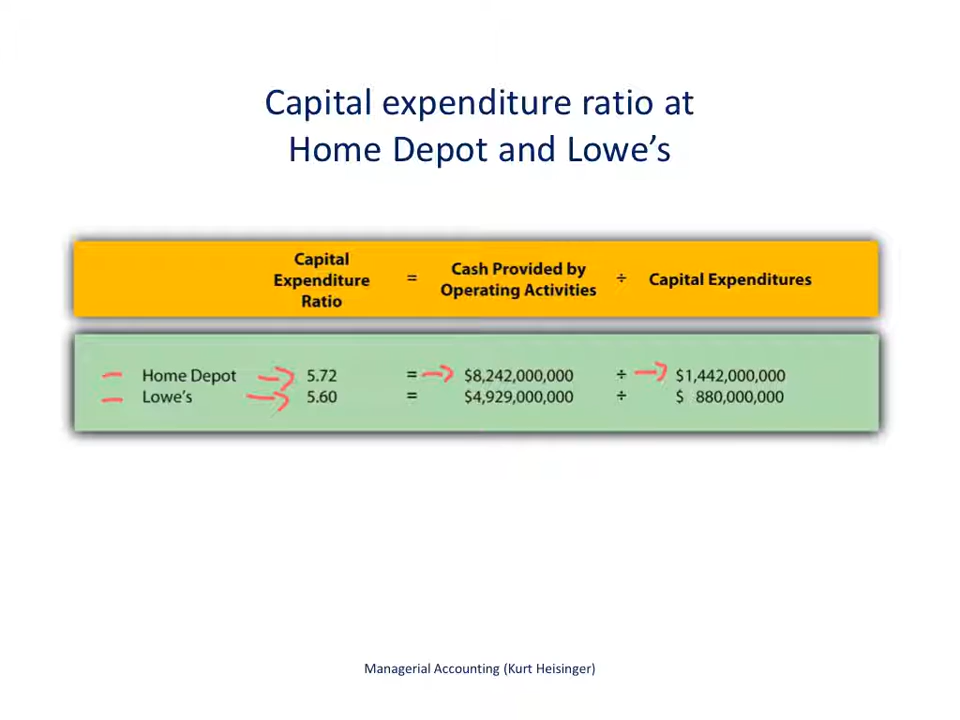 Capital expenditure ratio at
Home Depot and Lowe’s
Capital
Expenditure
Ratio
=
Cash Provided by
Operating Activities
÷
Capital Expenditures
Home Depot 5.72 = $8,242,000,000 ÷ $1,442,000,000
Lowe’s 5.60 = $4,929,000,000 ÷ $ 880,000,000
Managerial Accounting (Kurt Heisinger)